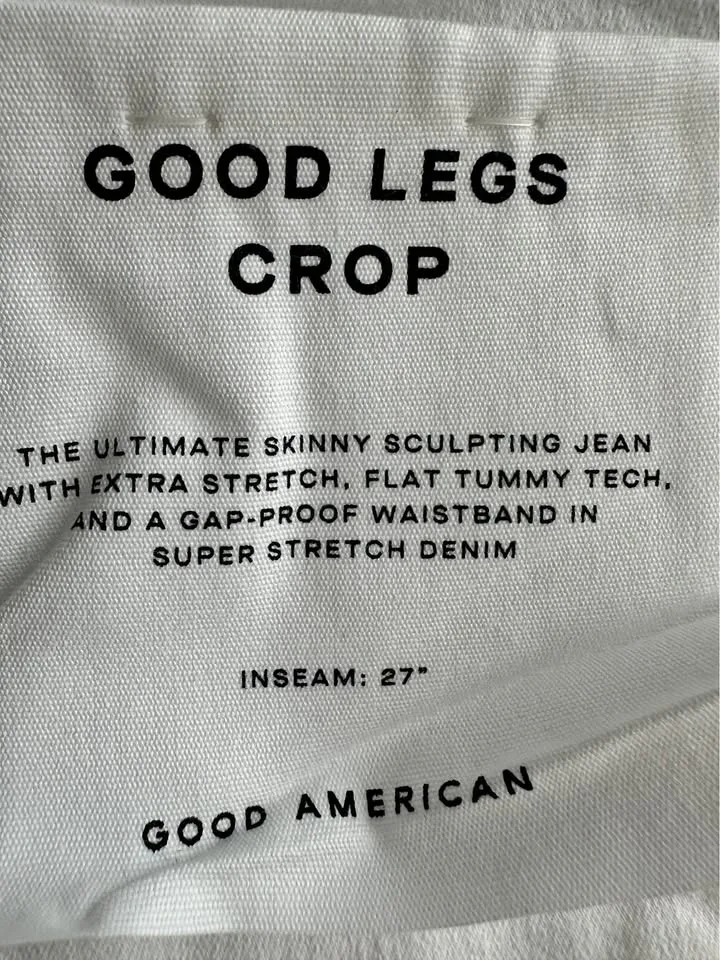 GOOD LEGS
CROP
THE ULTIMATE SKINNY SCULPTING JEAN
WITH EXTRA STRETCH, FLAT TUMMY TECH,
AND A GAP-PROOF WAISTBAND IN
SUPER STRETCH DENIM
INSEAM: 27”
GOOD AMERICAN